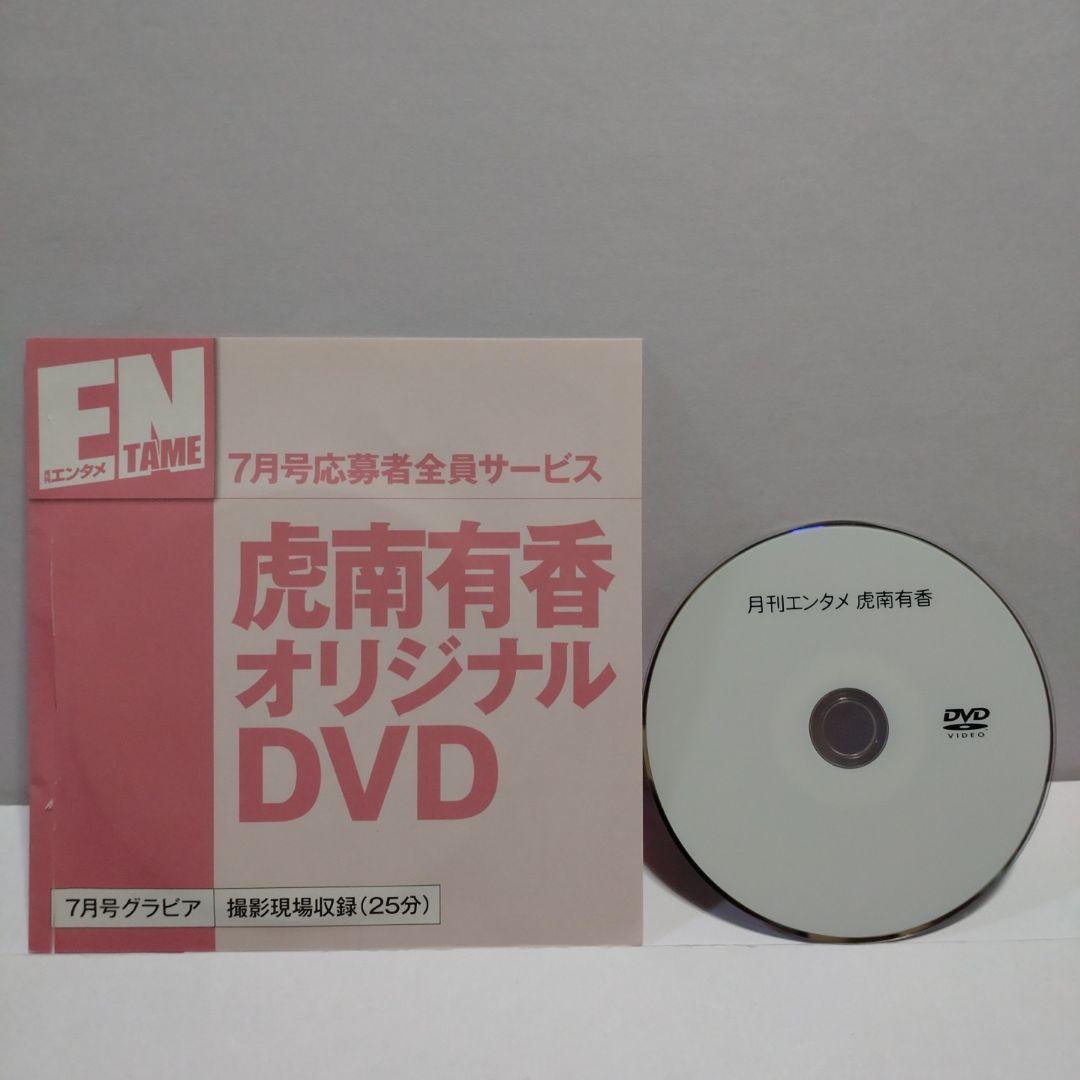 EN
TAME
月刊エンタメ
7月号応募者全員サービス
虎南有香
オリジナル
DVD
7月号グラビア 撮影現場収録(25分)
月刊エンタメ 虎南有香
DVD
VIDEO